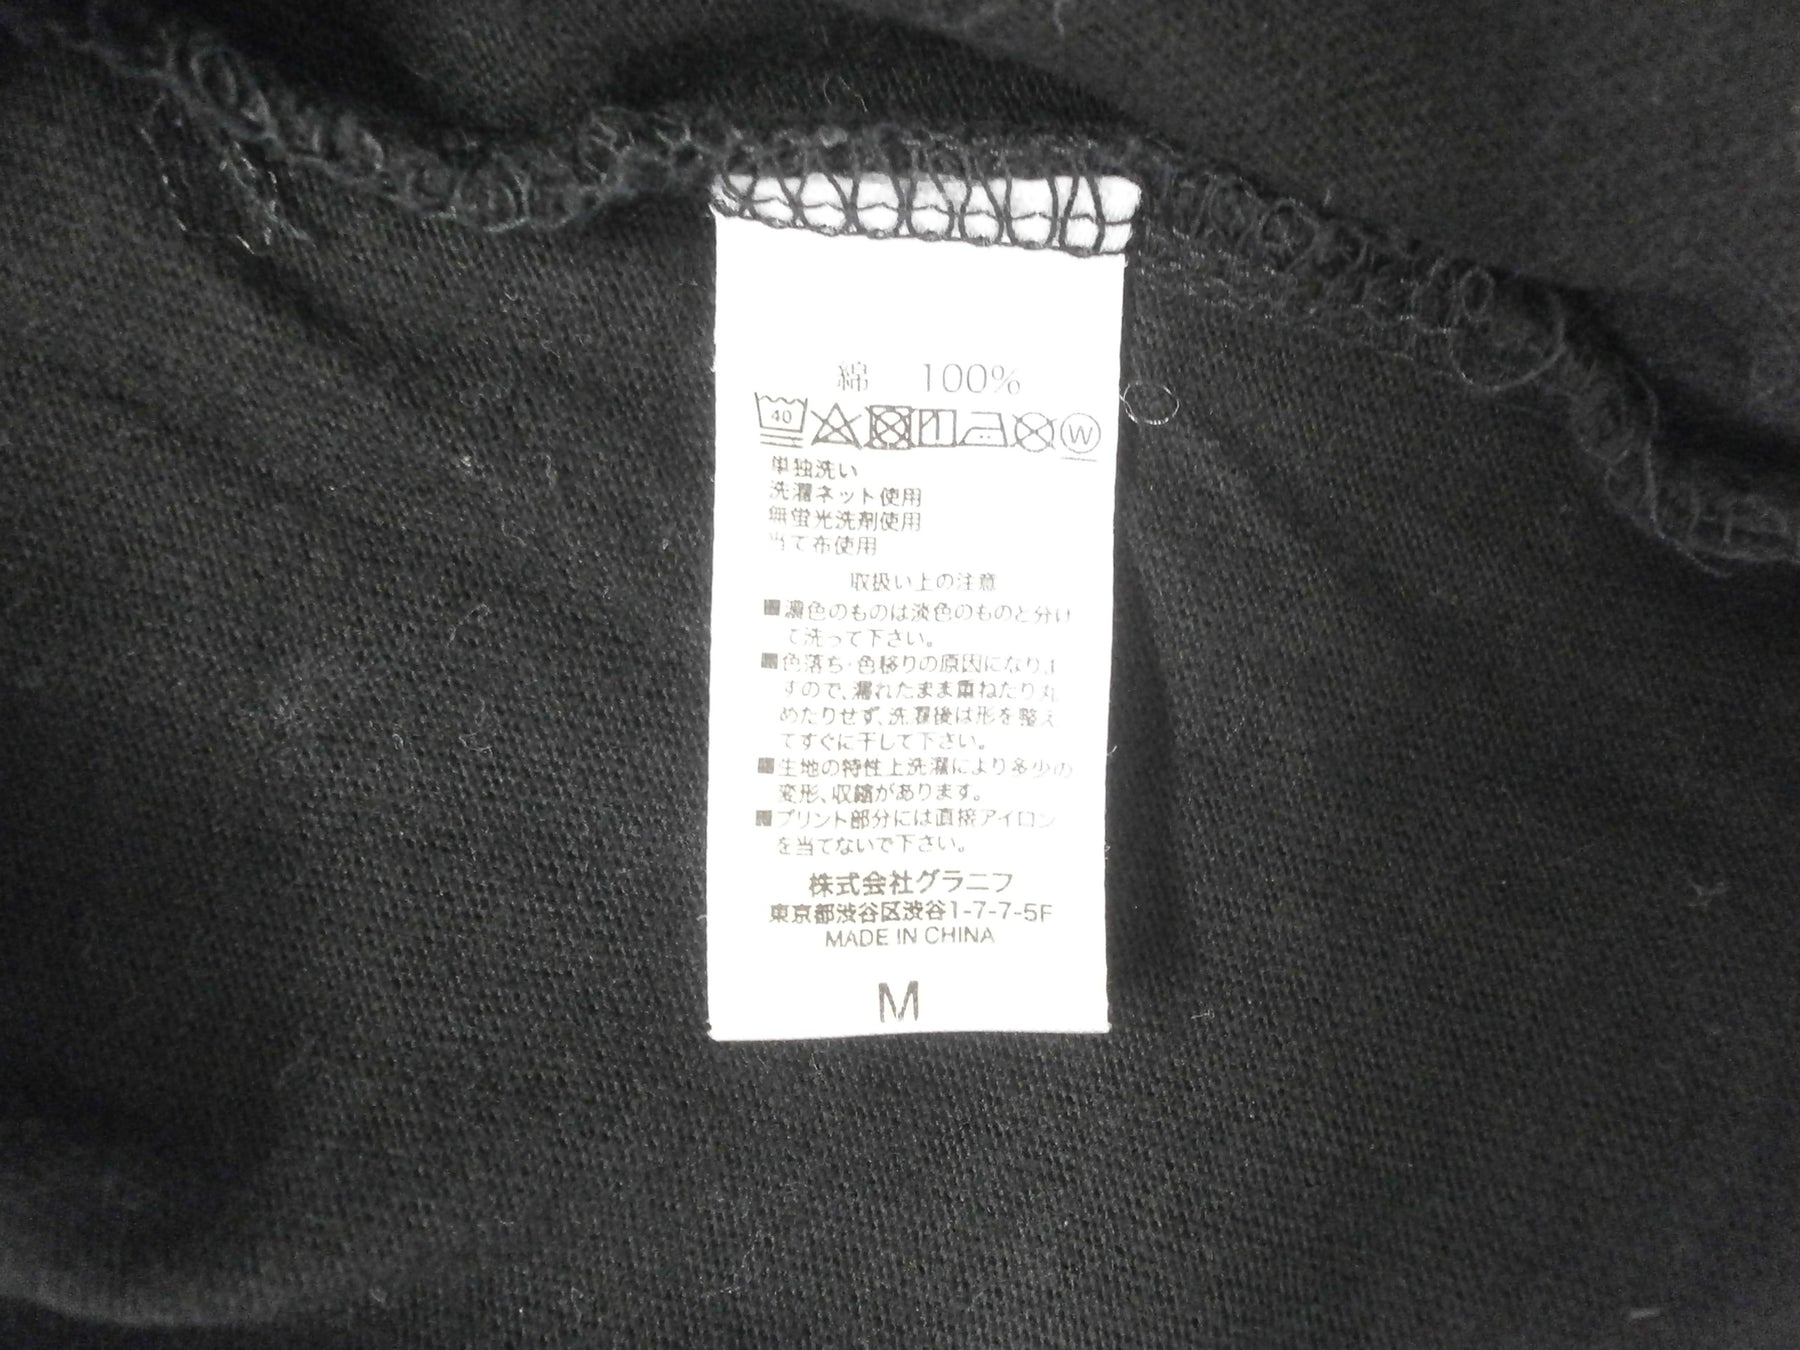 綿 100%
40 W
単独洗い
洗濯ネット使用
無蛍光洗剤使用
当て布使用
取扱い上の注意
■濃色のものは淡色のものと分け
て洗って下さい。
■色落ち・色移りの原因になりま
すので、濡れたまま重ねたり丸
めたりせず、洗濯後は形を整え
てすぐに干して下さい。
■生地の特性上洗濯により多少の
変形、収縮があります。
■プリント部分には直接アイロン
を当てないで下さい。
株式会社グラニフ
東京都渋谷区渋谷1-7-7-5F
MADE IN CHINA
M